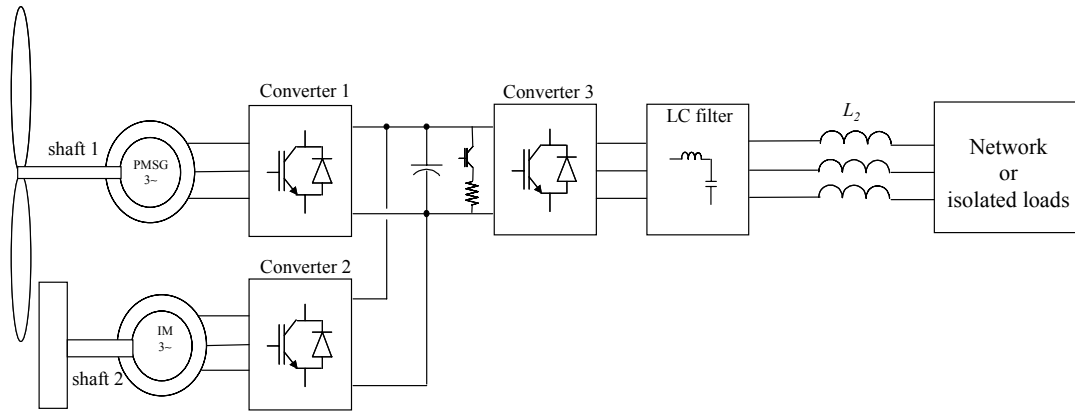 Converter 1
shaft 1
PMSG
3~
Converter 3
LC filter
L2
Network
or
isolated loads
Converter 2
IM
3~
shaft 2